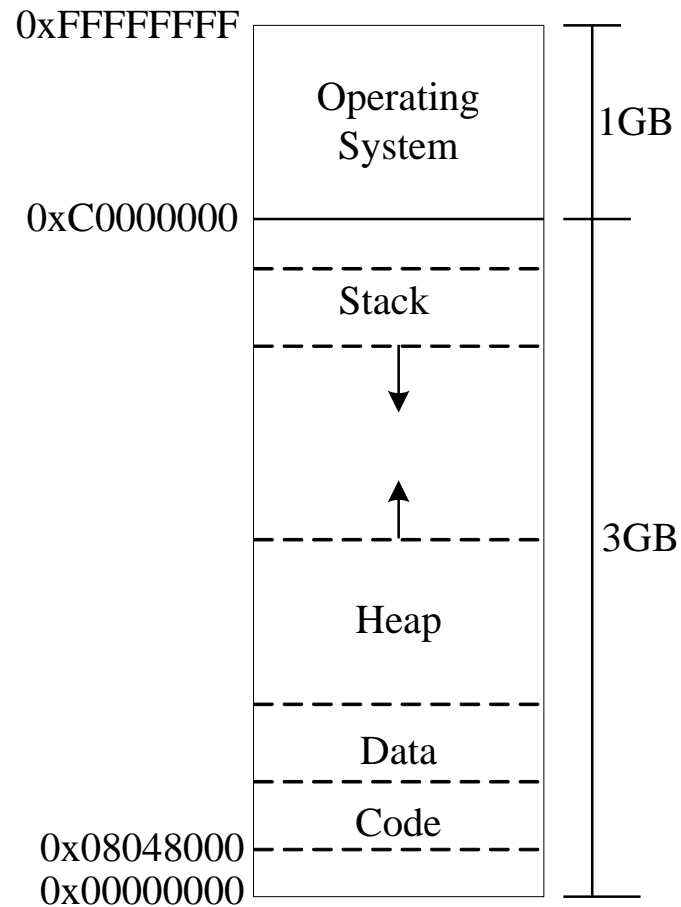 0xFFFFFFFF
Operating
System
1GB
0xC0000000
Stack
3GB
Heap
Data
Code
0x08048000
0x00000000